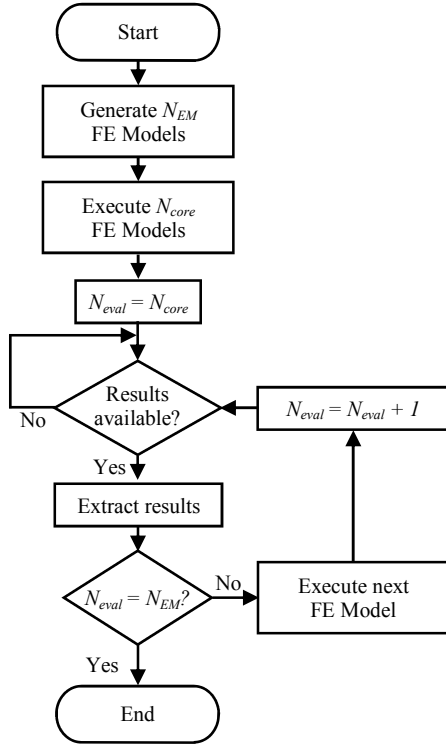 Start
Generate N_EM
FE Models
Execute N_core
FE Models
N_eval = N_core
Results
available?
No
N_eval = N_eval + 1
Yes
Extract results
N_eval = N_EM?
No
Execute next
FE Model
Yes
End